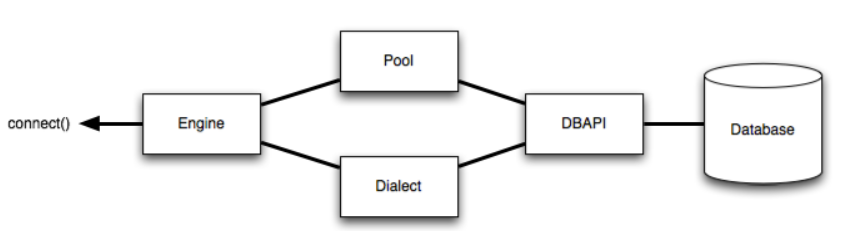 Pool
connect()
Engine
DBAPI
Database
Dialect